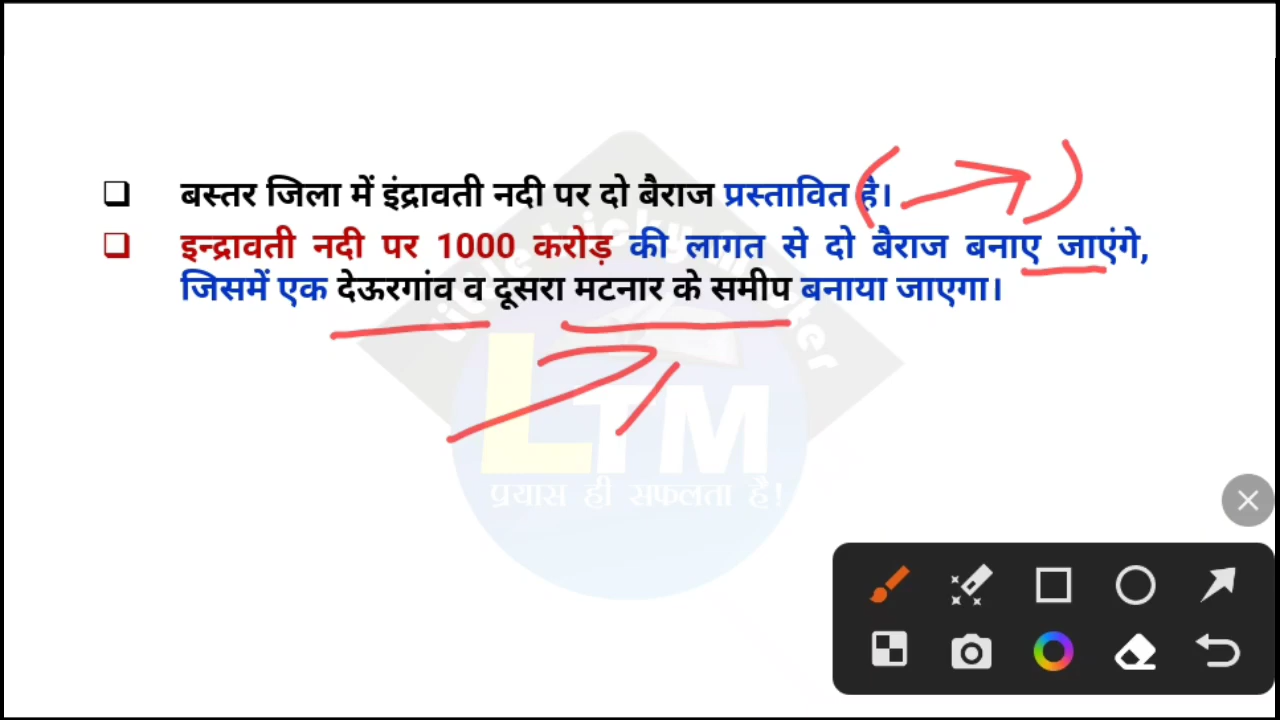 बस्तर जिला में इंद्रावती नदी पर दो बैराज प्रस्तावित है।
इन्द्रावती नदी पर 1000 करोड़ की लागत से दो बैराज बनाए जाएंगे,
जिसमें एक देऊरगांव व दूसरा मटनार के समीप बनाया जाएगा।
LTM
प्रयास ही सफलता है!